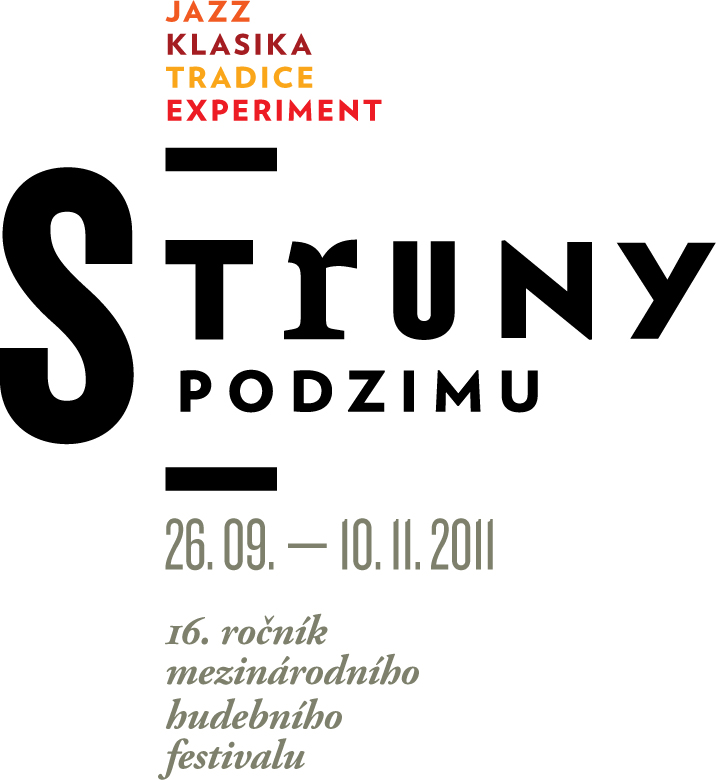 JAZZ
KLASIKA
TRADICE
EXPERIMENT
STrUNY
PODZIMU
26. 09. — 10. 11. 2011
16. ročník
mezinárodního
hudebního
festivalu